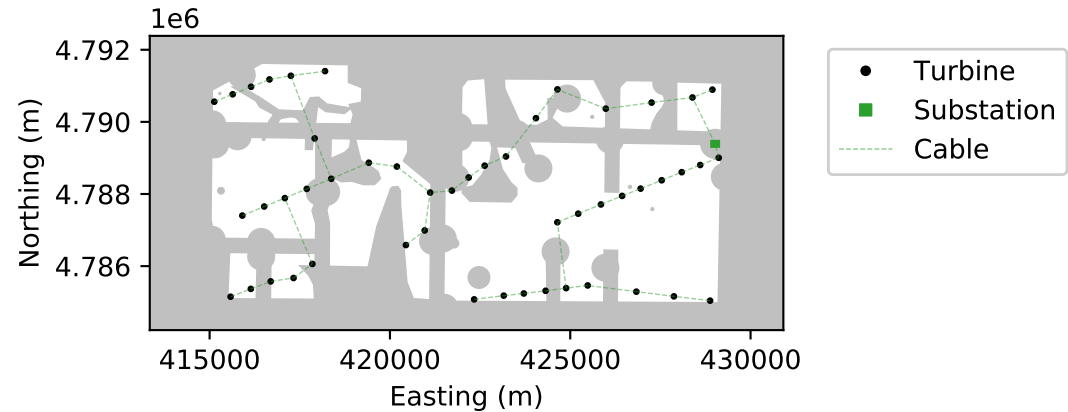 1e6
4.792
4.790
4.788
4.786
Northing (m)
415000 420000 425000 430000
Easting (m)
Turbine
Substation
Cable